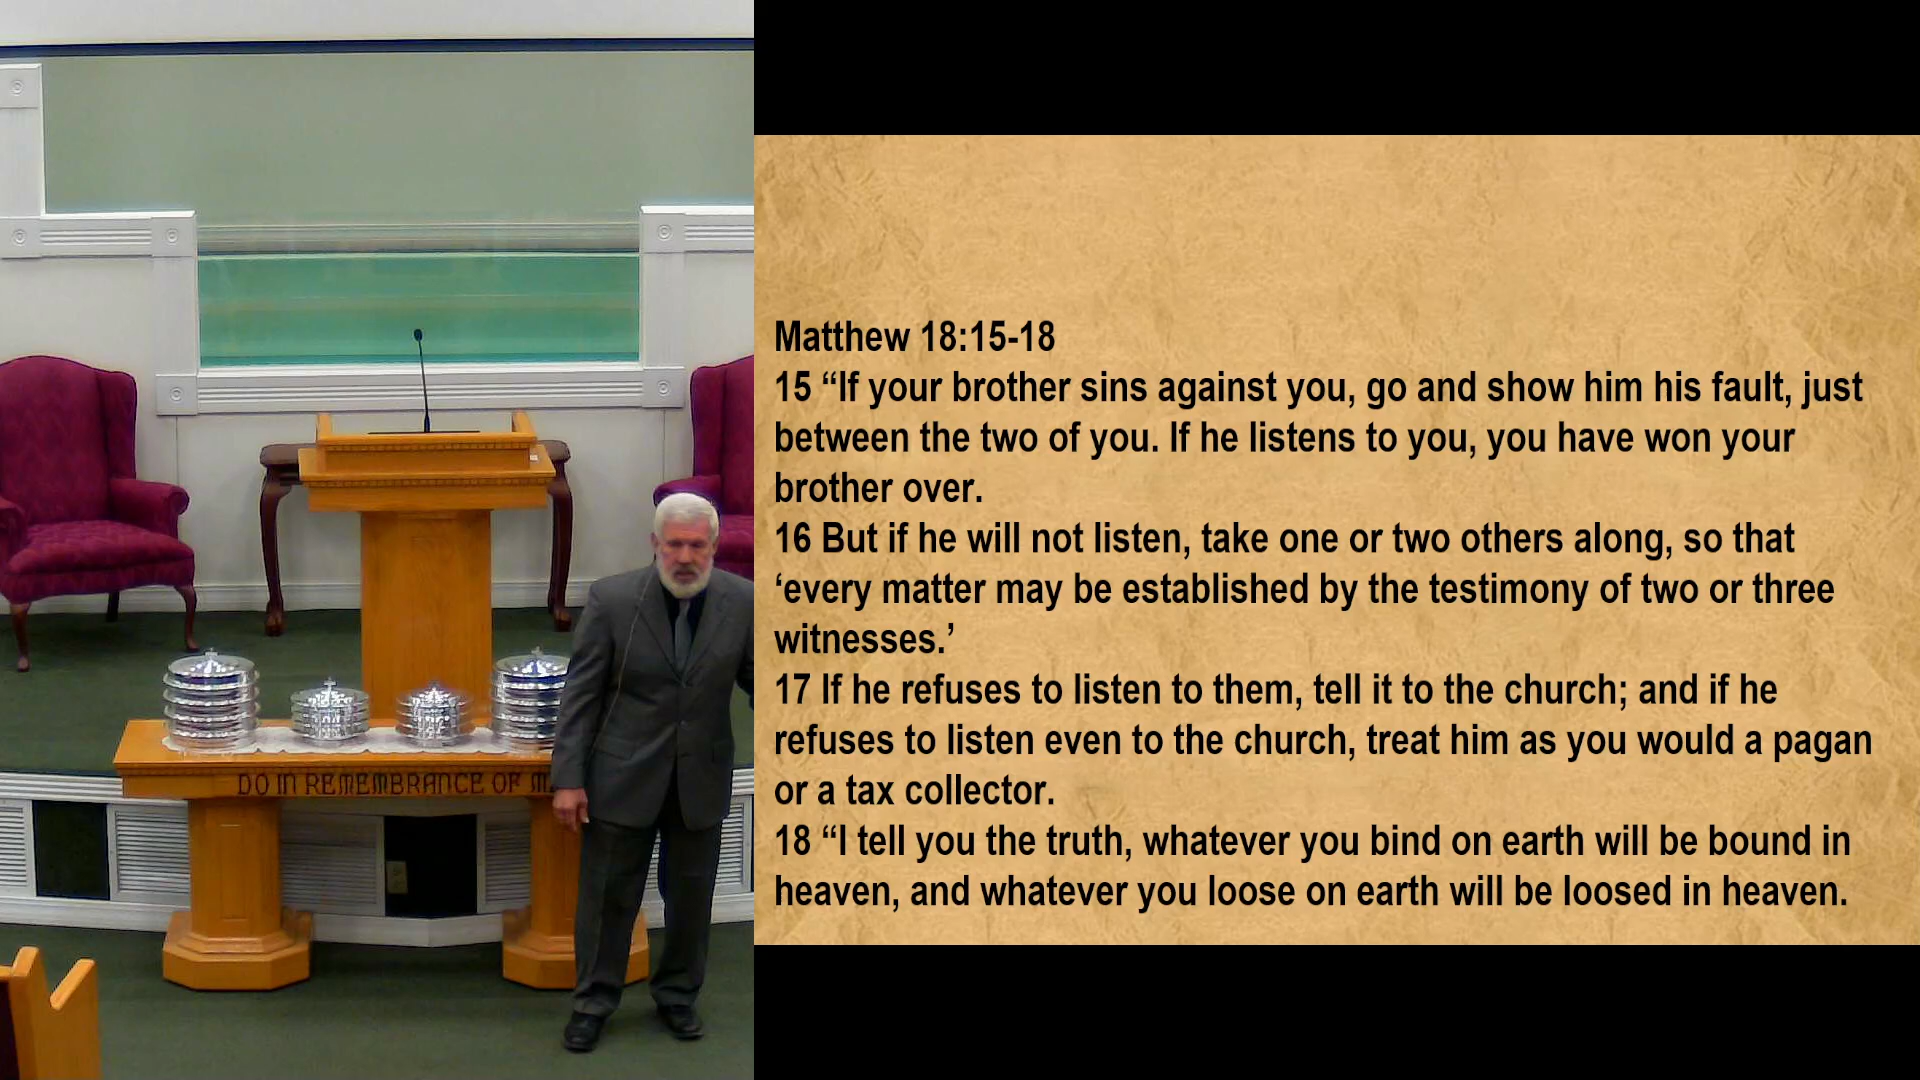 Matthew 18:15-18
15 “If your brother sins against you, go and show him his fault, just
between the two of you. If he listens to you, you have won your
brother over.
16 But if he will not listen, take one or two others along, so that
‘every matter may be established by the testimony of two or three
witnesses.’
17 If he refuses to listen to them, tell it to the church; and if he
refuses to listen even to the church, treat him as you would a pagan
or a tax collector.
18 “I tell you the truth, whatever you bind on earth will be bound in
heaven, and whatever you loose on earth will be loosed in heaven.
DO IN REMEMBRANCE OF